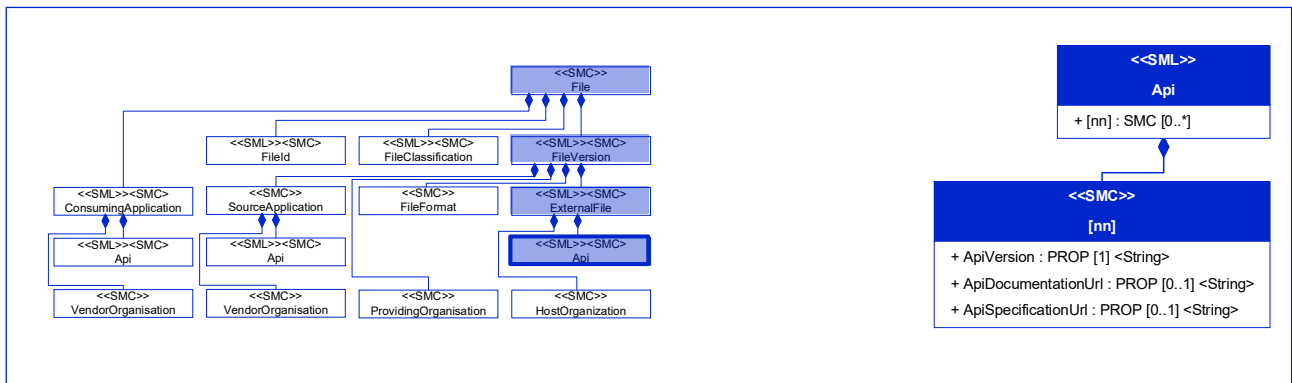 <<SMC>>
File
<<SML>><SMC>
FileId
<<SML>><SMC>
FileClassification
<<SML>><SMC>
FileVersion
<<SML>><SMC>
ConsumingApplication
<<SMC>>
SourceApplication
<<SMC>>
FileFormat
<<SML>><SMC>
ExternalFile
<<SML>><SMC>
Api
<<SML>><SMC>
Api
<<SML>><SMC>
Api
<<SMC>>
VendorOrganisation
<<SMC>>
VendorOrganisation
<<SMC>>
ProvidingOrganisation
<<SMC>>
HostOrganization
<<SML>>
Api
+ [nn] : SMC [0..*]
<<SMC>>
[nn]
+ ApiVersion : PROP [1] <String>
+ ApiDocumentationUrl : PROP [0..1] <String>
+ ApiSpecificationUrl : PROP [0..1] <String>